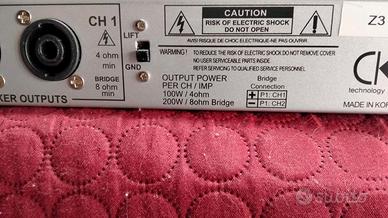 CH 1
4 ohm
min
BRIDGE
8 ohm
min
KER OUTPUTS
LIFT
GND
CAUTION
RISK OF ELECTRIC SHOCK
DO NOT OPEN
AVIS:RISQUE DE CHOC ELECTRIQUE-NE PAS OUVRIR
WARNING! TO REDUCE THE RISK OF ELECTRIC SHOCK DO NOT REMOVE COVER
NO USER SERVICEABLE PARTS INSIDE
REFER SERVICING TO QUALIFIED SERVICE PERSONNEL.
OUTPUT POWER
PER CH / IMP
100W / 4ohm
200W / 8ohm Bridge
Bridge
Connection
+ P1: CH1
− P1: CH2
Z3
CK
technology
MADE IN KO
Subito